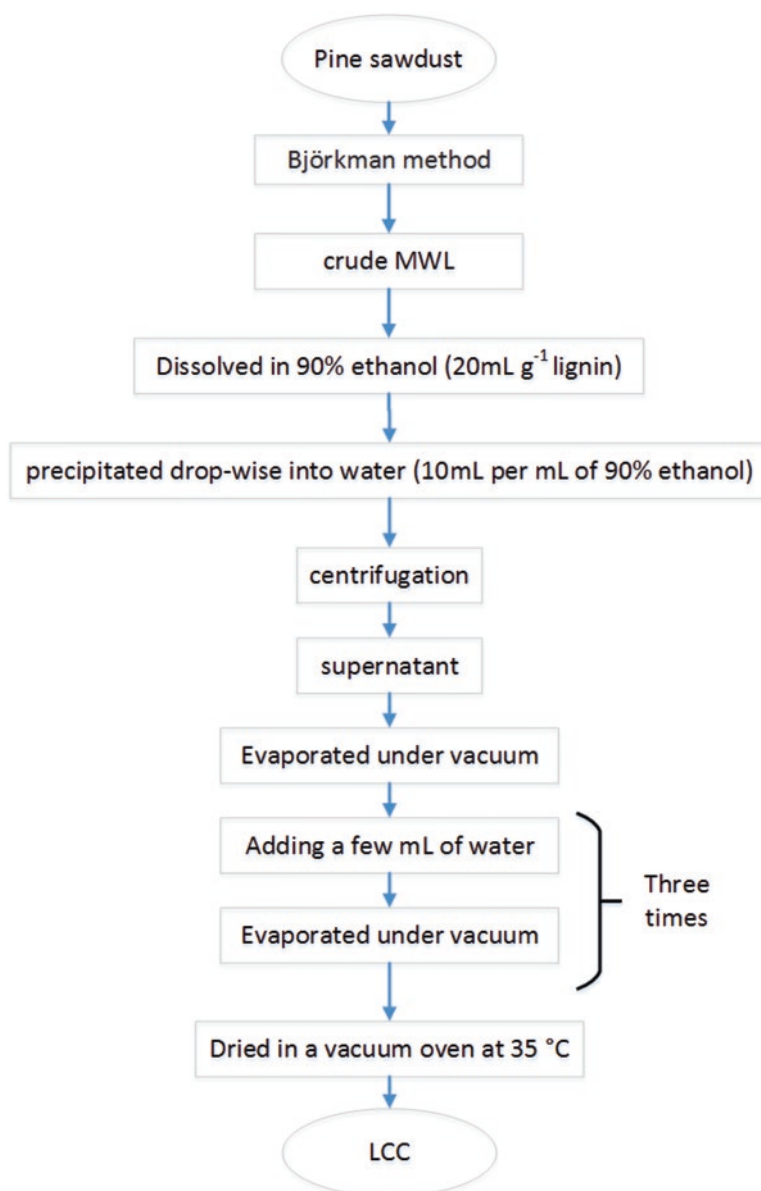 Pine sawdust
Björkman method
crude MWL
Dissolved in 90% ethanol (20mL g⁻¹ lignin)
precipitated drop-wise into water (10mL per mL of 90% ethanol)
centrifugation
supernatant
Evaporated under vacuum
Adding a few mL of water
Evaporated under vacuum
Three
times
Dried in a vacuum oven at 35 °C
LCC